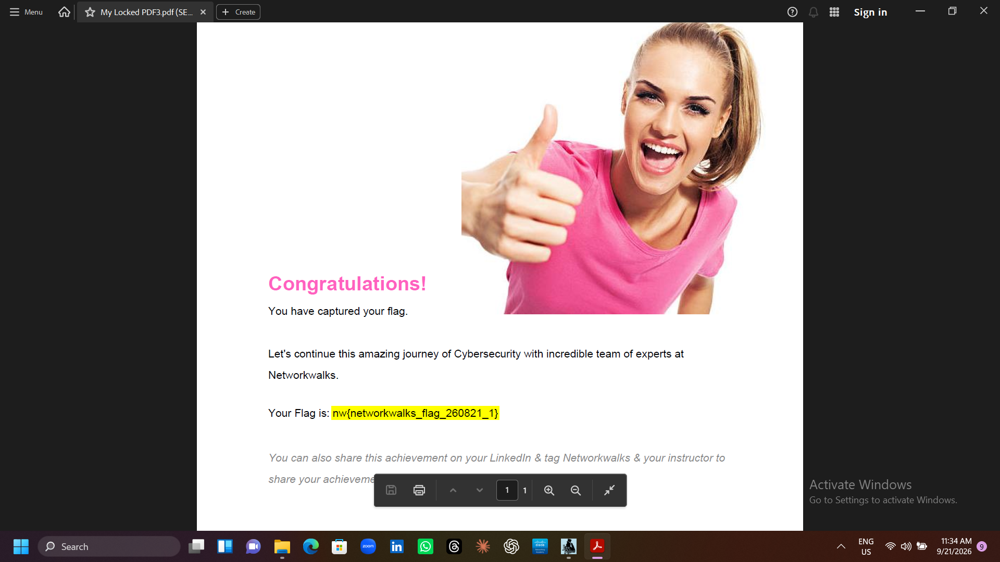 Menu
My Locked PDF3.pdf (SE...
Create
Sign in
Congratulations!
You have captured your flag.
Let's continue this amazing journey of Cybersecurity with incredible team of experts at
Networkwalks.
Your Flag is: nw{networkwalks_flag_260821_1}
You can also share this achievement on your LinkedIn & tag Networkwalks & your instructor to
share your achieveme
1 1
Activate Windows
Go to Settings to activate Windows.
Search
zoom
in
CISCO
ENG
US
11:34 AM
9/21/2026
9